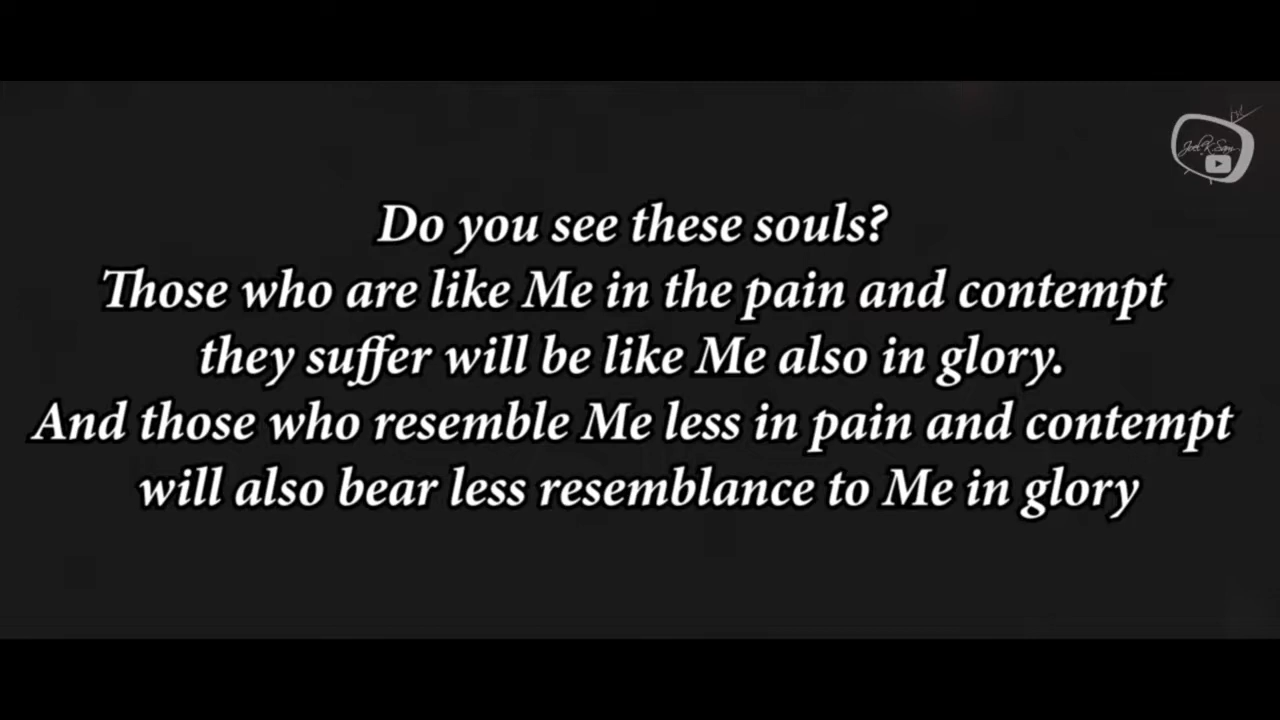 Joel K Sam
Do you see these souls?
Those who are like Me in the pain and contempt
they suffer will be like Me also in glory.
And those who resemble Me less in pain and contempt
will also bear less resemblance to Me in glory